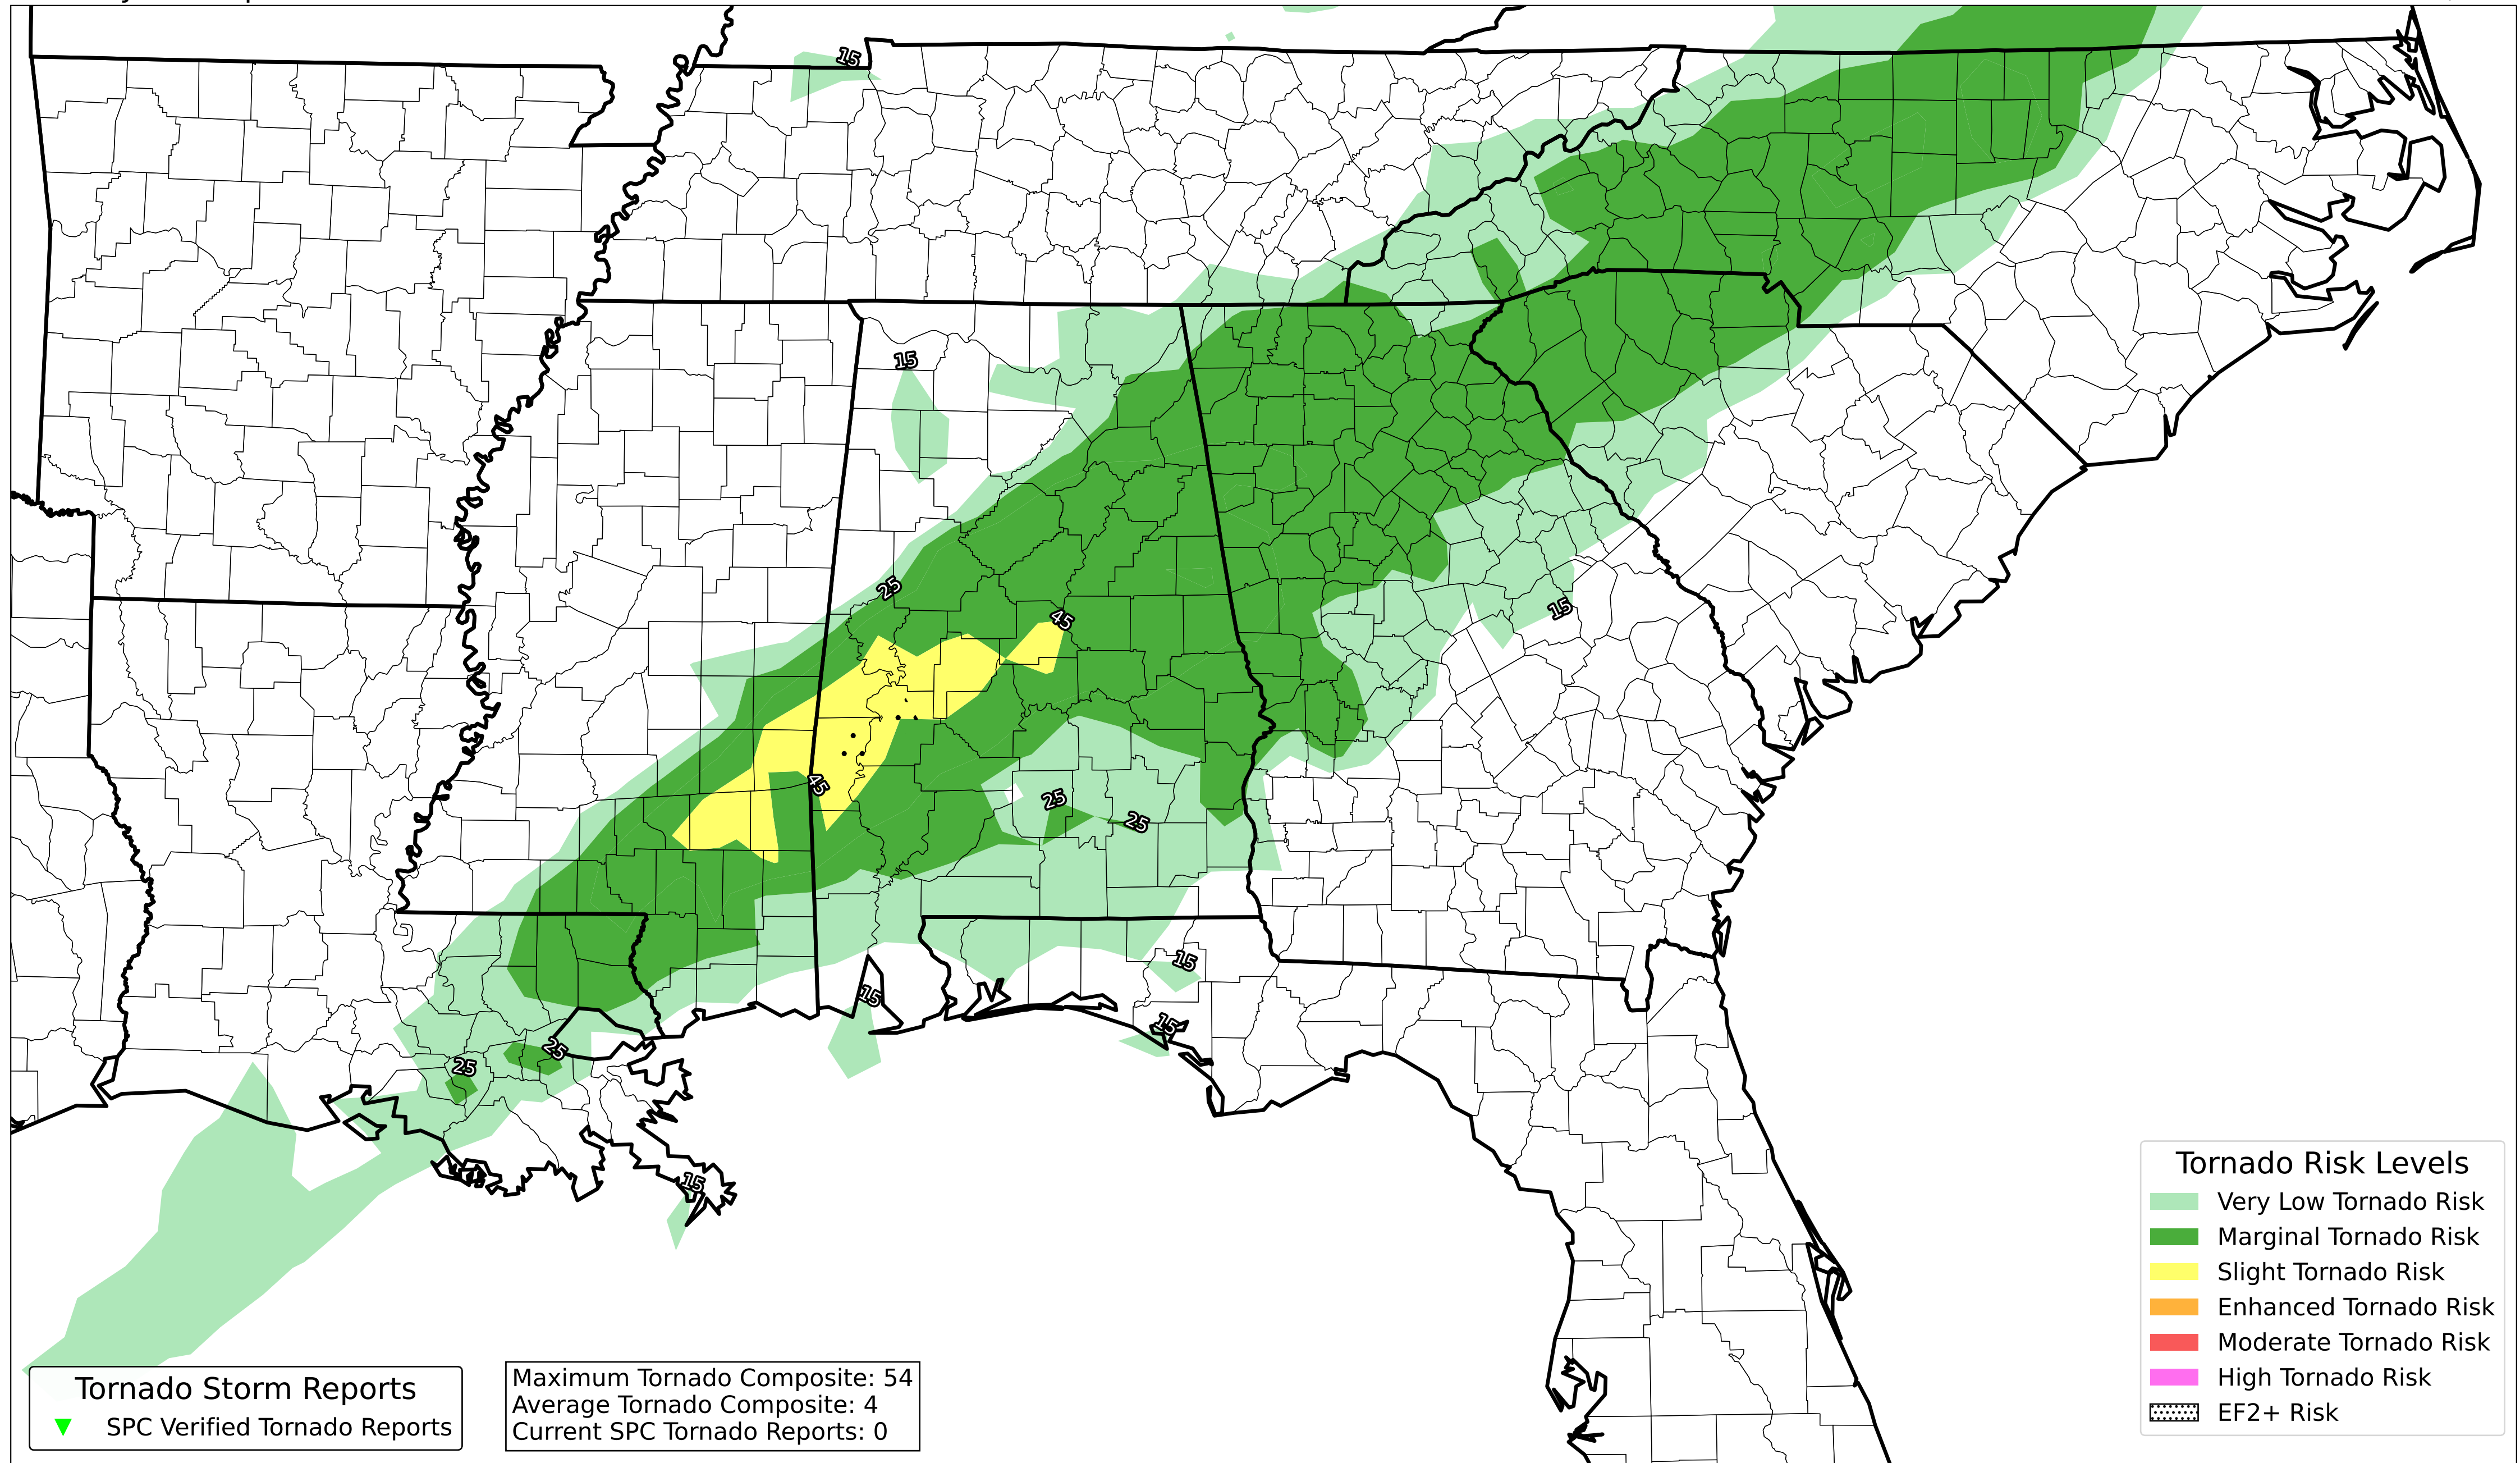 15
15
25
45
15
45
25
25
15
15
15
25
25
15
Tornado Risk Levels
Very Low Tornado Risk
Marginal Tornado Risk
Slight Tornado Risk
Enhanced Tornado Risk
Moderate Tornado Risk
High Tornado Risk
EF2+ Risk
Tornado Storm Reports
SPC Verified Tornado Reports
Maximum Tornado Composite: 54
Average Tornado Composite: 4
Current SPC Tornado Reports: 0